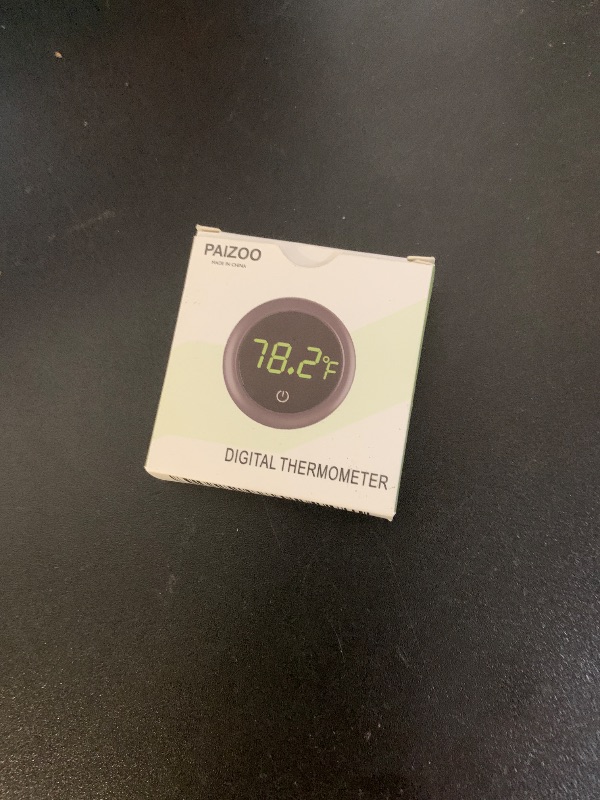 PAIZOO
MADE IN CHINA
78.2°F
DIGITAL THERMOMETER